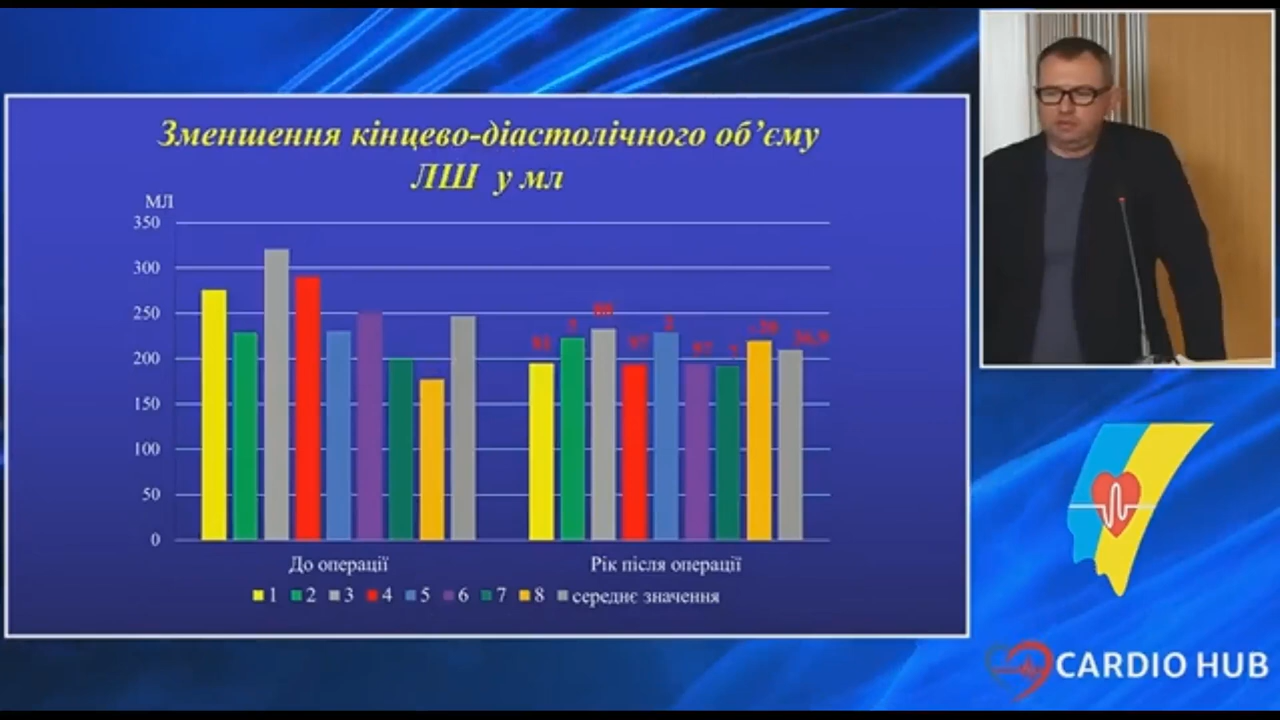 Зменшення кінцево-діастолічного об’єму
ЛШ у мл
МЛ
350
300
250
200
150
100
50
0
До операції
Рік після операції
1 2 3 4 5 6 7 8 середнє значення
CARDIO HUB